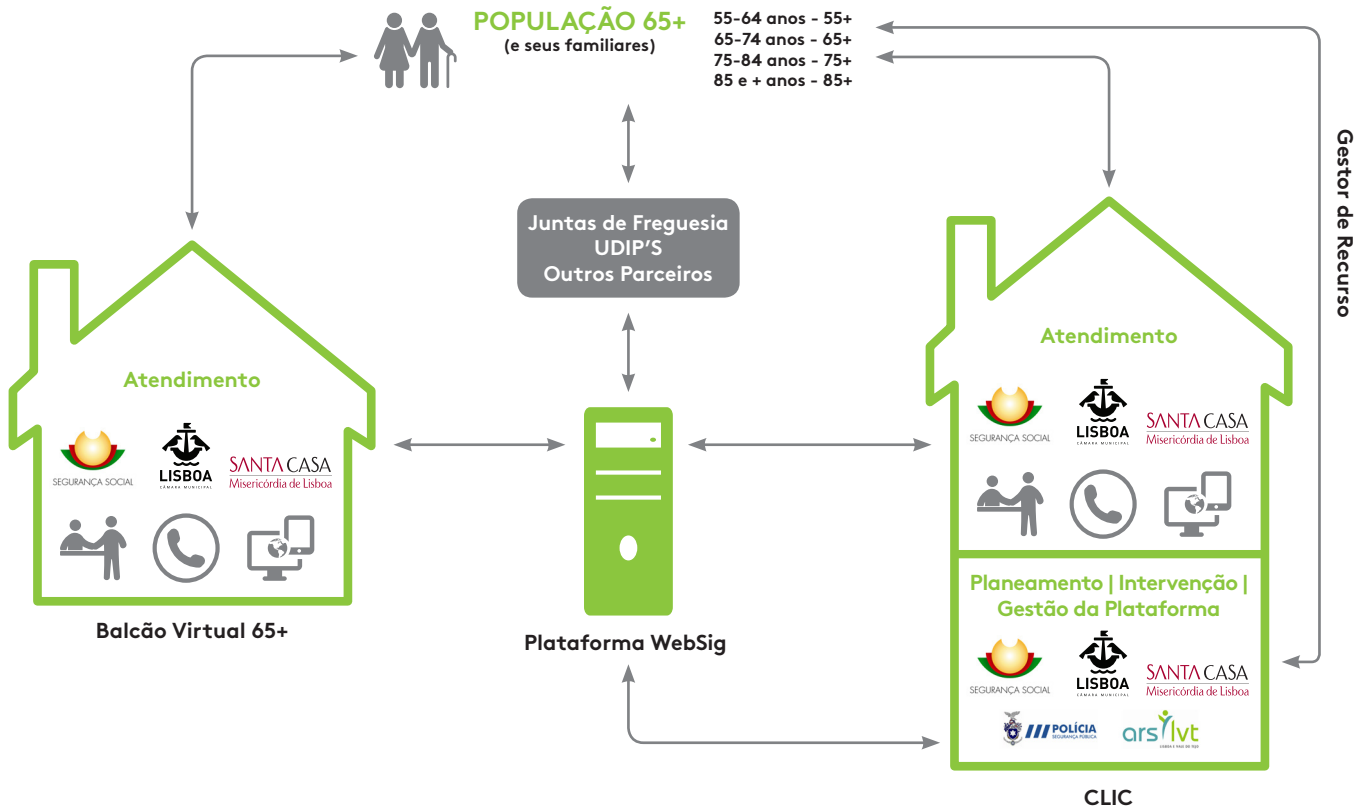 POPULAÇÃO 65+
(e seus familiares)
55-64 anos - 55+
65-74 anos - 65+
75-84 anos - 75+
85 e + anos - 85+
Gestor de Recurso
Juntas de Freguesia
UDIP'S
Outros Parceiros
Atendimento
SEGURANÇA SOCIAL
LISBOA
CÂMARA MUNICIPAL
SANTA CASA
Misericórdia de Lisboa
Balcão Virtual 65+
Plataforma WebSig
Atendimento
SEGURANÇA SOCIAL
LISBOA
CÂMARA MUNICIPAL
SANTA CASA
Misericórdia de Lisboa
Planeamento | Intervenção |
Gestão da Plataforma
SEGURANÇA SOCIAL
LISBOA
CÂMARA MUNICIPAL
SANTA CASA
Misericórdia de Lisboa
POLÍCIA
SEGURANÇA PÚBLICA
ars lvt
LISBOA E VALE DO TEJO
CLIC